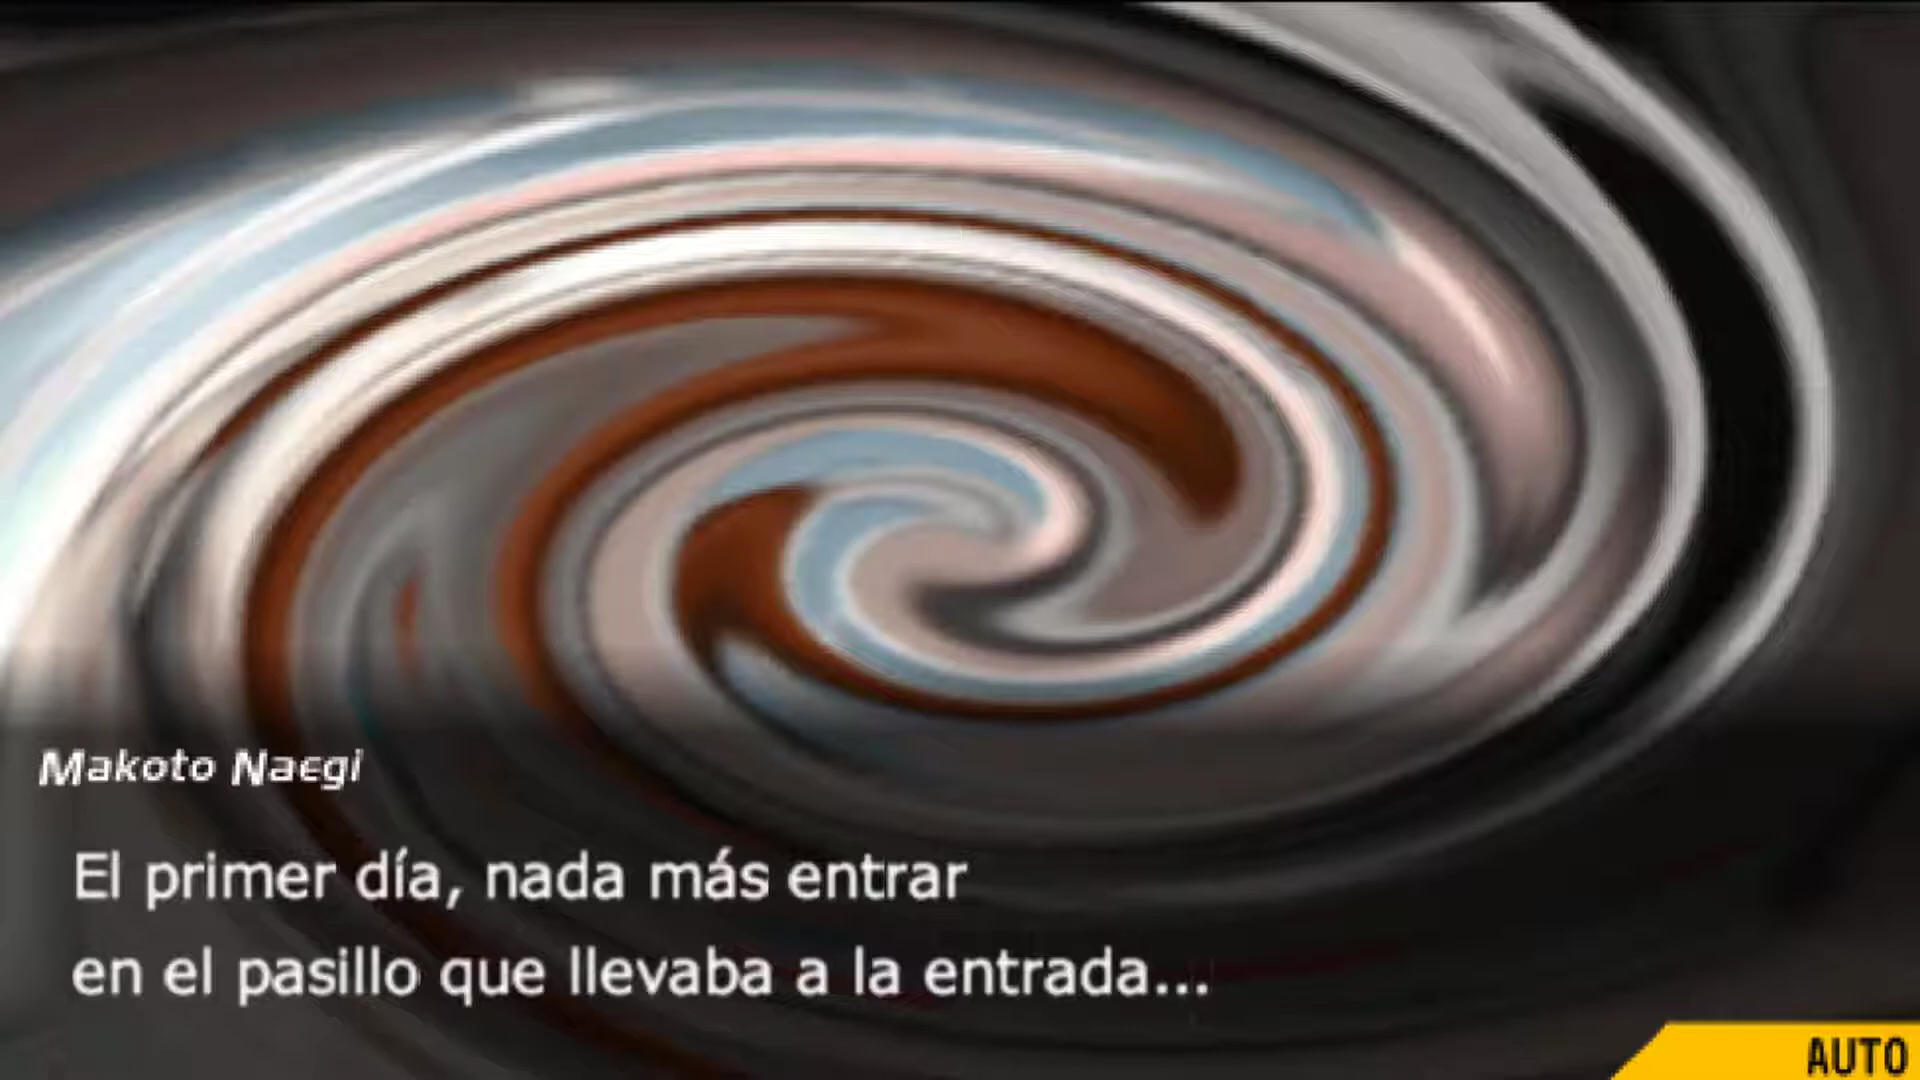 Makoto Naegi
El primer día, nada más entrar
en el pasillo que llevaba a la entrada...
AUTO